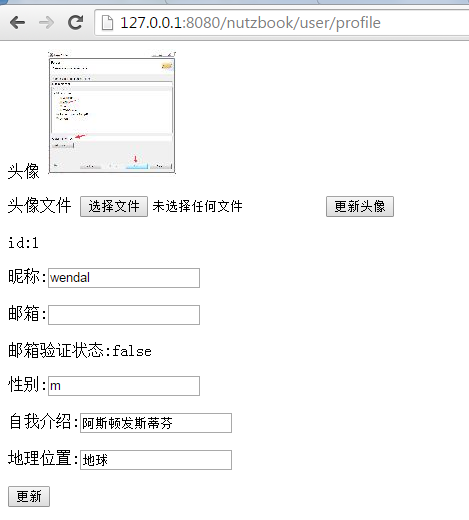 127.0.0.1:8080/nutzbook/user/profile
头像
头像文件 选择文件 未选择任何文件 更新头像
id:1
昵称:wendal
邮箱:
邮箱验证状态:false
性别:m
自我介绍:阿斯顿发斯蒂芬
地理位置:地球
更新